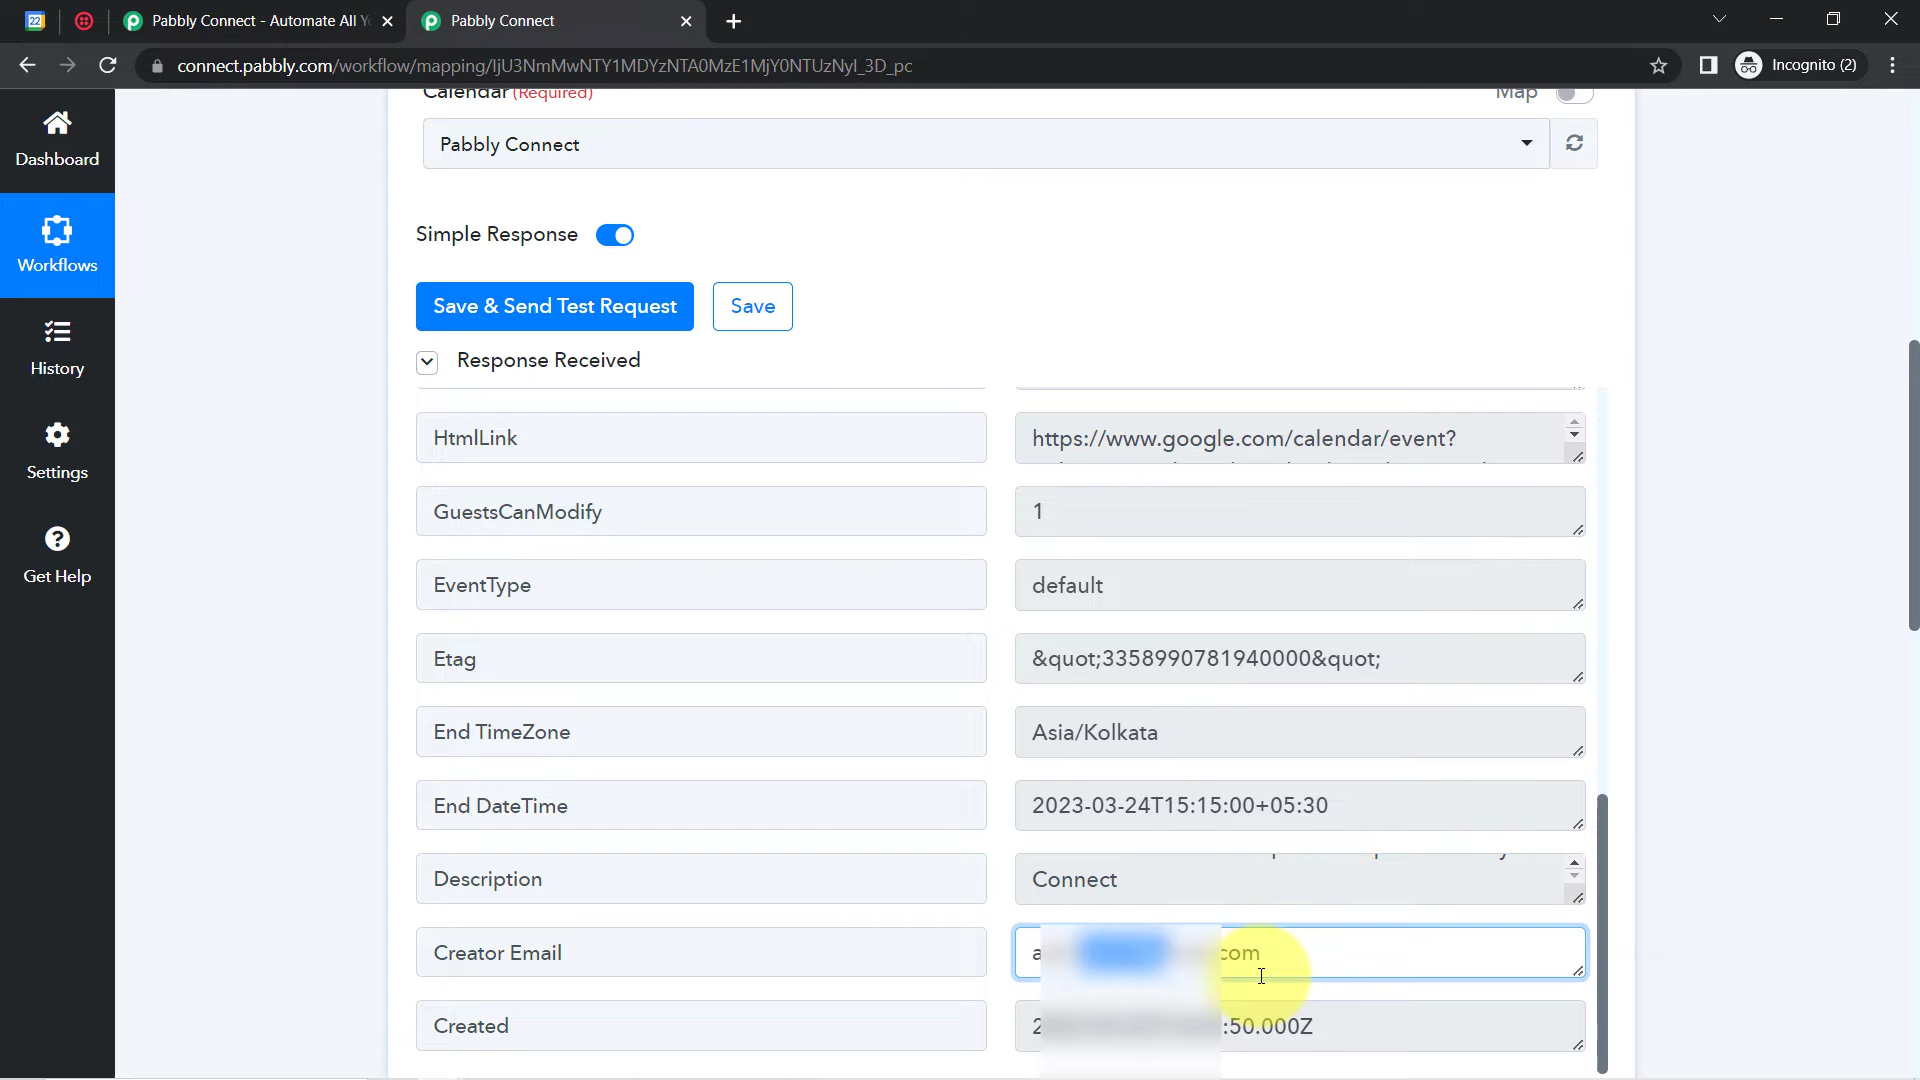 22
Pabbly Connect - Automate All Y
Pabbly Connect
connect.pabbly.com/workflow/mapping/IjU3NmMwNTY1MDYzNTA0MzE1MjY0NTUzNyI_3D_pc
Incognito (2)
Dashboard
Workflows
History
Settings
Get Help
Calendar (Required)
Map
Pabbly Connect
Simple Response
Save & Send Test Request
Save
Response Received
HtmlLink
https://www.google.com/calendar/event?
GuestsCanModify
1
EventType
default
Etag
&quot;3358990781940000&quot;
End TimeZone
Asia/Kolkata
End DateTime
2023-03-24T15:15:00+05:30
Description
Connect
Creator Email
com
Created
:50.000Z